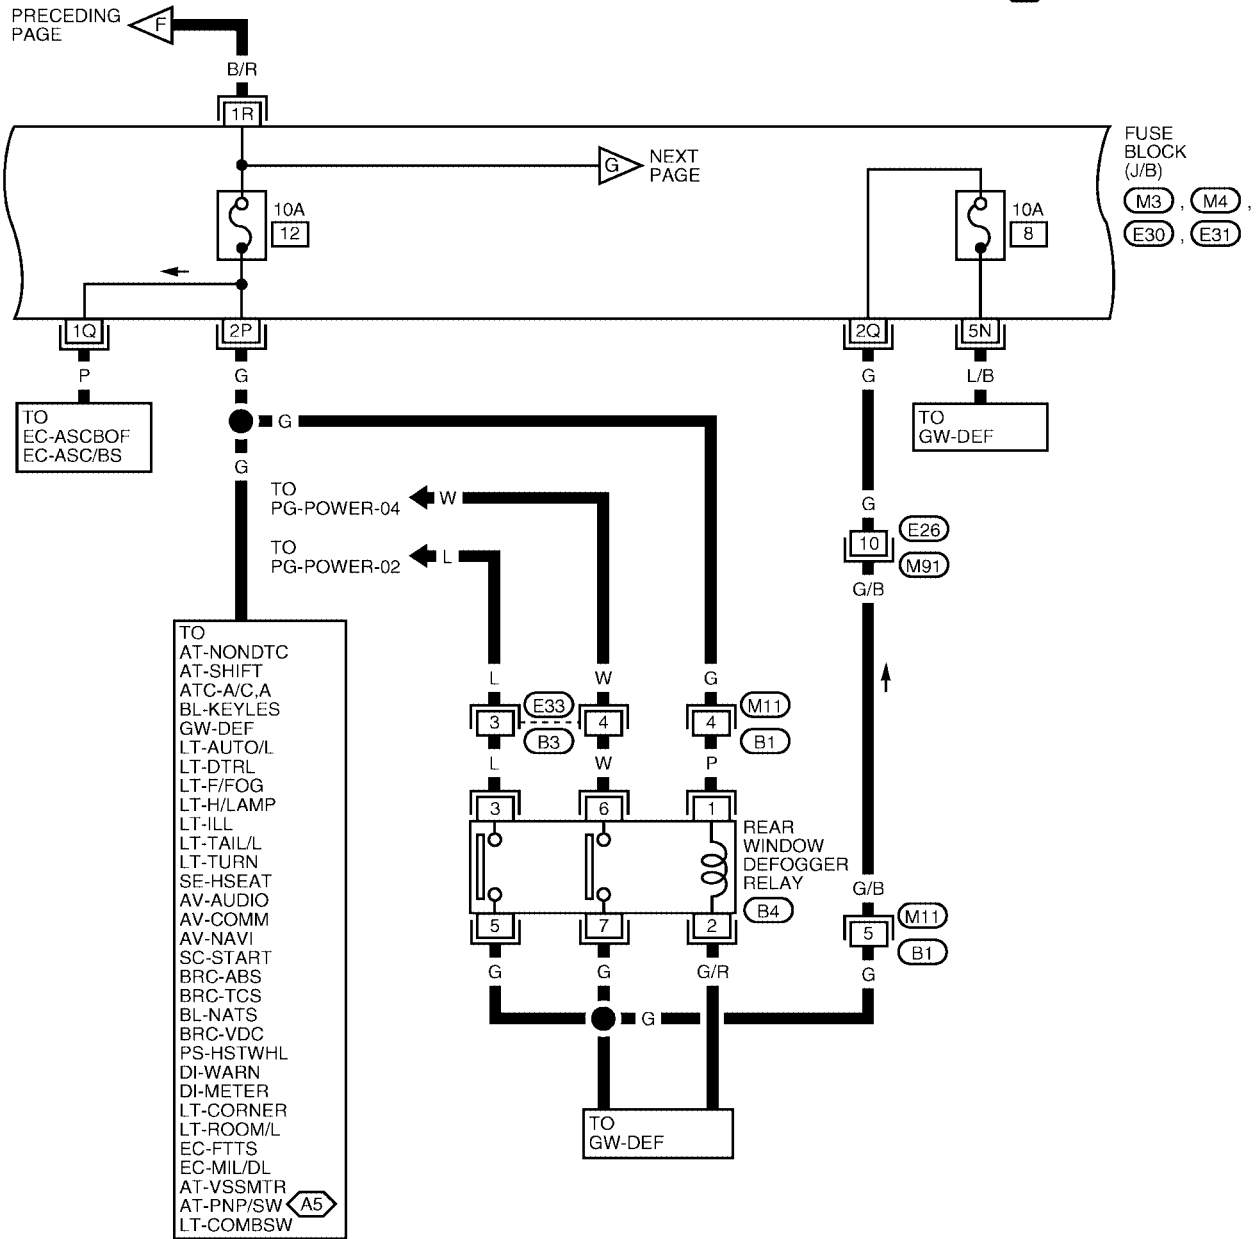 PRECEDING
PAGE
F
B/R
1R
FUSE
BLOCK
(J/B)
M3 , M4 ,
E30 , E31
G
NEXT
PAGE
10A
12
10A
8
1Q
2P
2Q
5N
P
G
G
L/B
TO
EC-ASCBOF
EC-ASC/BS
G
G
TO
GW-DEF
TO
PG-POWER-04
W
TO
PG-POWER-02
L
G
10
E26
M91
G/B
TO
AT-NONDTC
AT-SHIFT
ATC-A/C,A
BL-KEYLES
GW-DEF
LT-AUTO/L
LT-DTRL
LT-F/FOG
LT-H/LAMP
LT-ILL
LT-TAIL/L
LT-TURN
SE-HSEAT
AV-AUDIO
AV-COMM
AV-NAVI
SC-START
BRC-ABS
BRC-TCS
BL-NATS
BRC-VDC
PS-HSTWHL
DI-WARN
DI-METER
LT-CORNER
LT-ROOM/L
EC-FTTS
EC-MIL/DL
AT-VSSMTR
AT-PNP/SW A5
LT-COMBSW
L
W
G
3
E33
B3
4
4
M11
B1
L
W
P
3
6
1
REAR
WINDOW
DEFOGGER
RELAY
B4
5
7
2
G
G
G/R
G/B
5
M11
B1
G
G
TO
GW-DEF